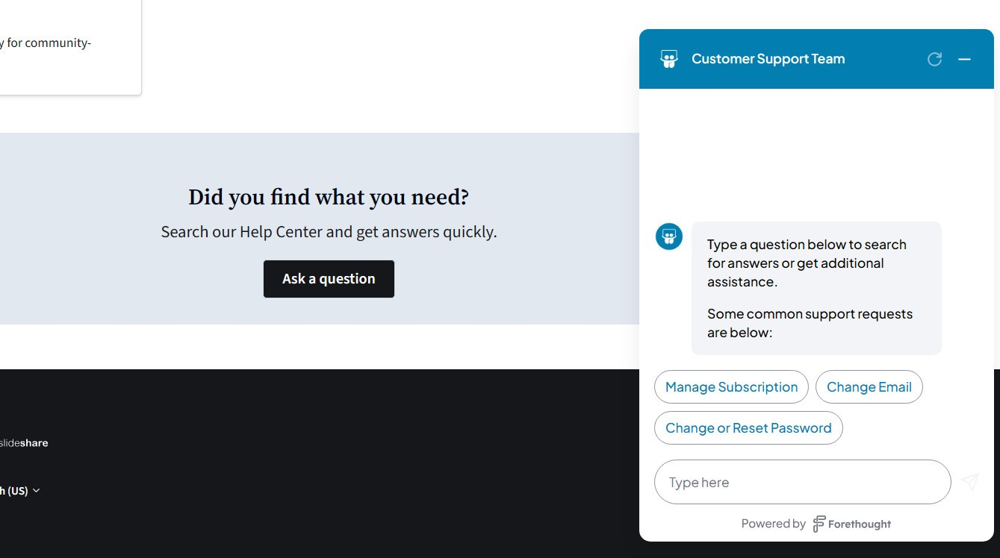 y for community-
Did you find what you need?
Search our Help Center and get answers quickly.
Ask a question
slideshare
h (US)
Customer Support Team
Type a question below to search
for answers or get additional
assistance.
Some common support requests
are below:
Manage Subscription
Change Email
Change or Reset Password
Type here
Powered by Forethought